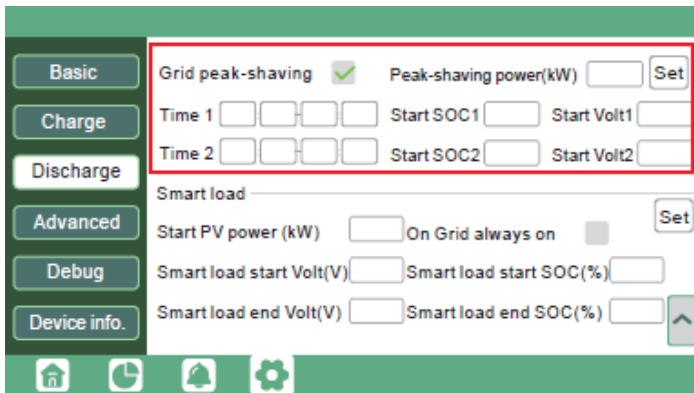 Basic
Charge
Discharge
Advanced
Debug
Device info.
Grid peak-shaving
Peak-shaving power(kW)
Set
Time 1
Start SOC1
Start Volt1
Time 2
Start SOC2
Start Volt2
Smart load
Set
Start PV power (kW)
On Grid always on
Smart load start Volt(V)
Smart load start SOC(%)
Smart load end Volt(V)
Smart load end SOC(%)